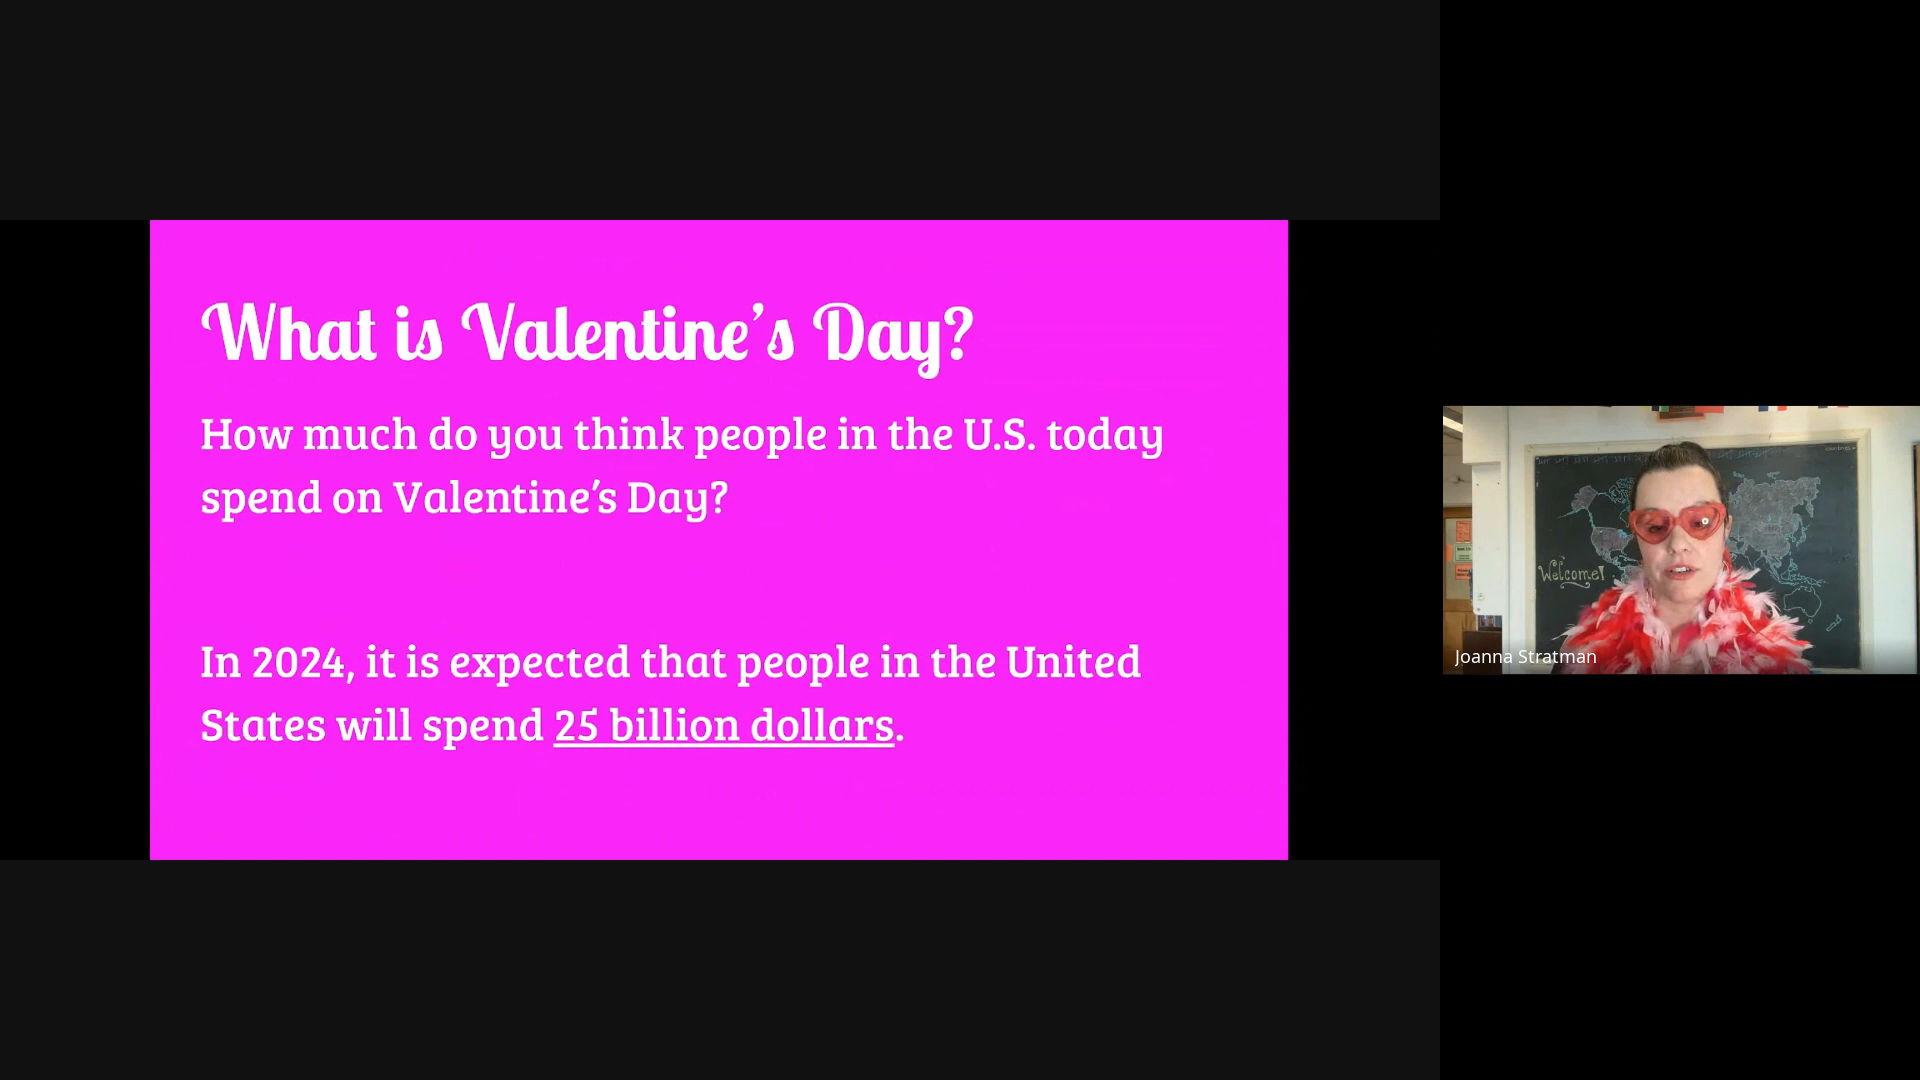 What is Valentine's Day?
How much do you think people in the U.S. today
spend on Valentine's Day?
In 2024, it is expected that people in the United
States will spend 25 billion dollars.
Welcome!
Joanna Stratman